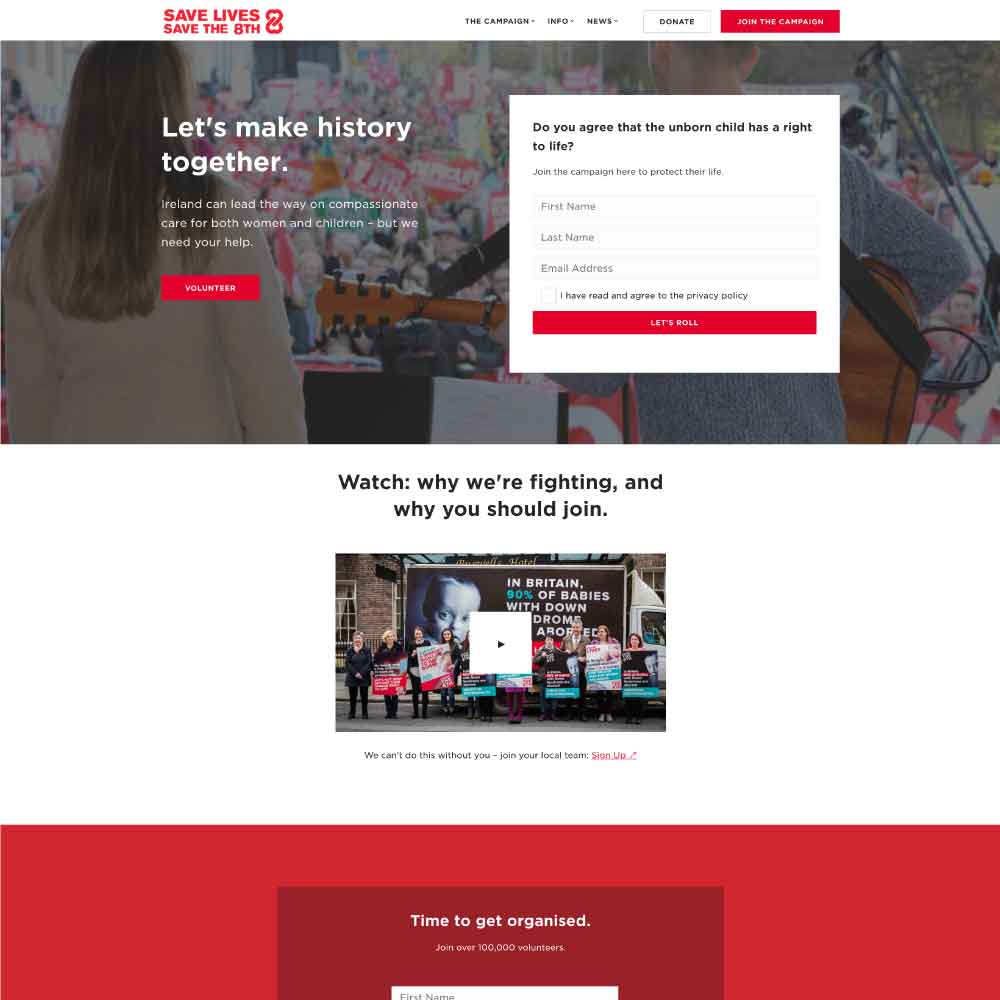 SAVE LIVES
SAVE THE 8TH 8
THE CAMPAIGN
INFO
NEWS
DONATE
JOIN THE CAMPAIGN
Let's make history
together.
Ireland can lead the way on compassionate
care for both women and children – but we
need your help.
VOLUNTEER
Do you agree that the unborn child has a right
to life?
Join the campaign here to protect their life.
First Name
Last Name
Email Address
I have read and agree to the privacy policy
LET'S ROLL
Watch: why we're fighting, and
why you should join.
Hotel
IN BRITAIN,
90% OF BABIES
WITH DOWN
We can't do this without you – join your local team: Sign Up ↗
Time to get organised.
Join over 100,000 volunteers.
First Name